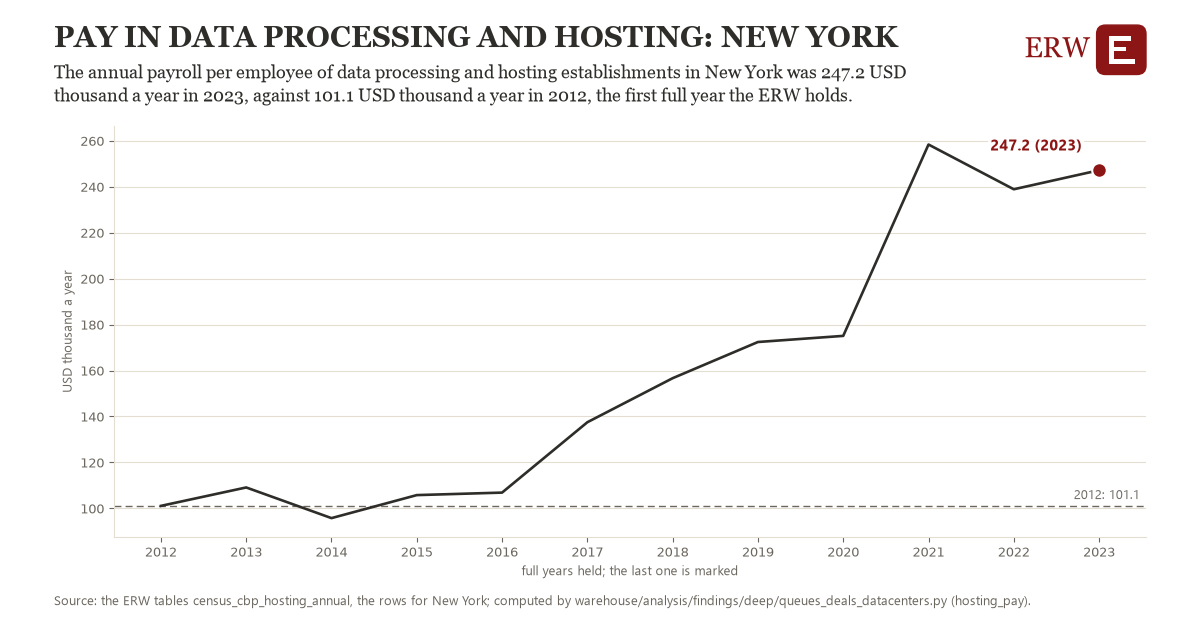 PAY IN DATA PROCESSING AND HOSTING: NEW YORK
The annual payroll per employee of data processing and hosting establishments in New York was 247.2 USD
thousand a year in 2023, against 101.1 USD thousand a year in 2012, the first full year the ERW holds.
ERW E
260
240
220
200
180
160
140
120
100
USD thousand a year
247.2 (2023)
2012: 101.1
2012 2013 2014 2015 2016 2017 2018 2019 2020 2021 2022 2023
full years held; the last one is marked
Source: the ERW tables census_cbp_hosting_annual, the rows for New York; computed by warehouse/analysis/findings/deep/queues_deals_datacenters.py (hosting_pay).